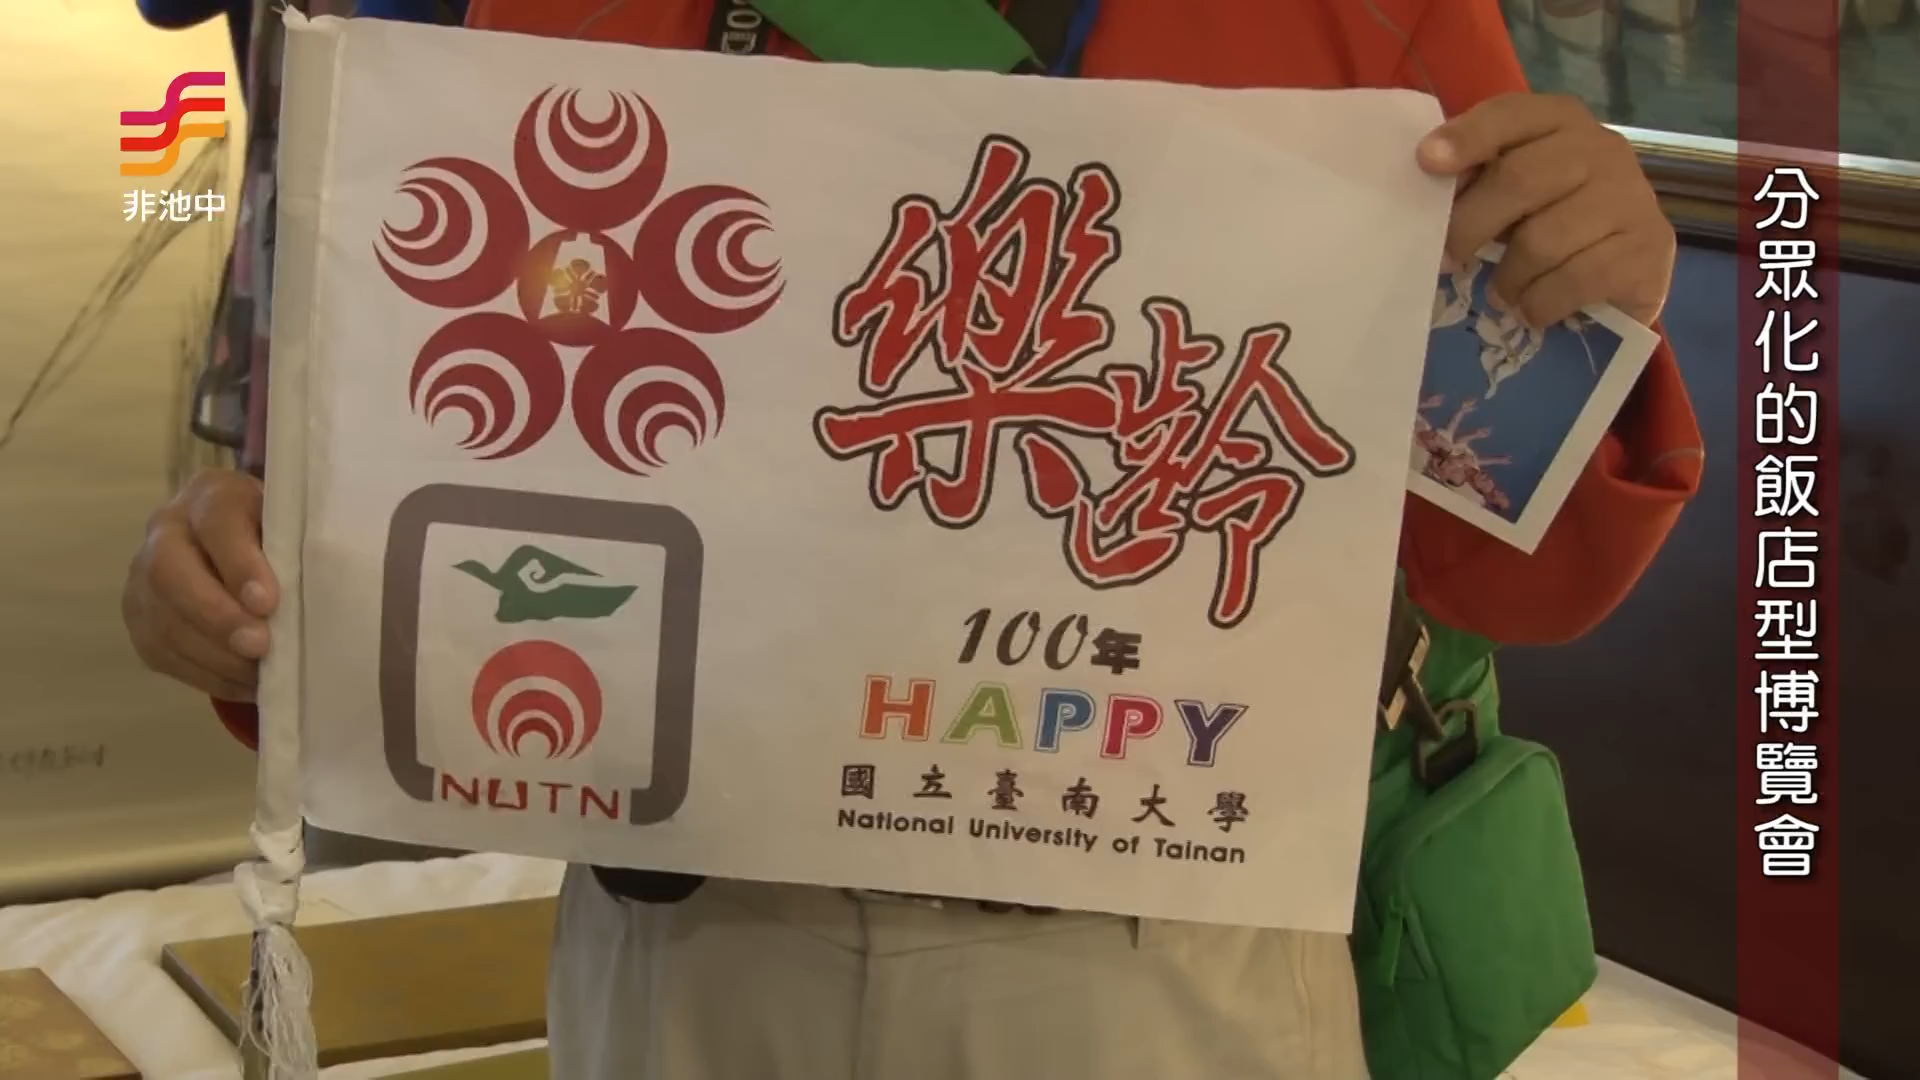 非池中
樂齡
100年
HAPPY
國立臺南大學
National University of Tainan
NUTN
分眾化的飯店型博覽會